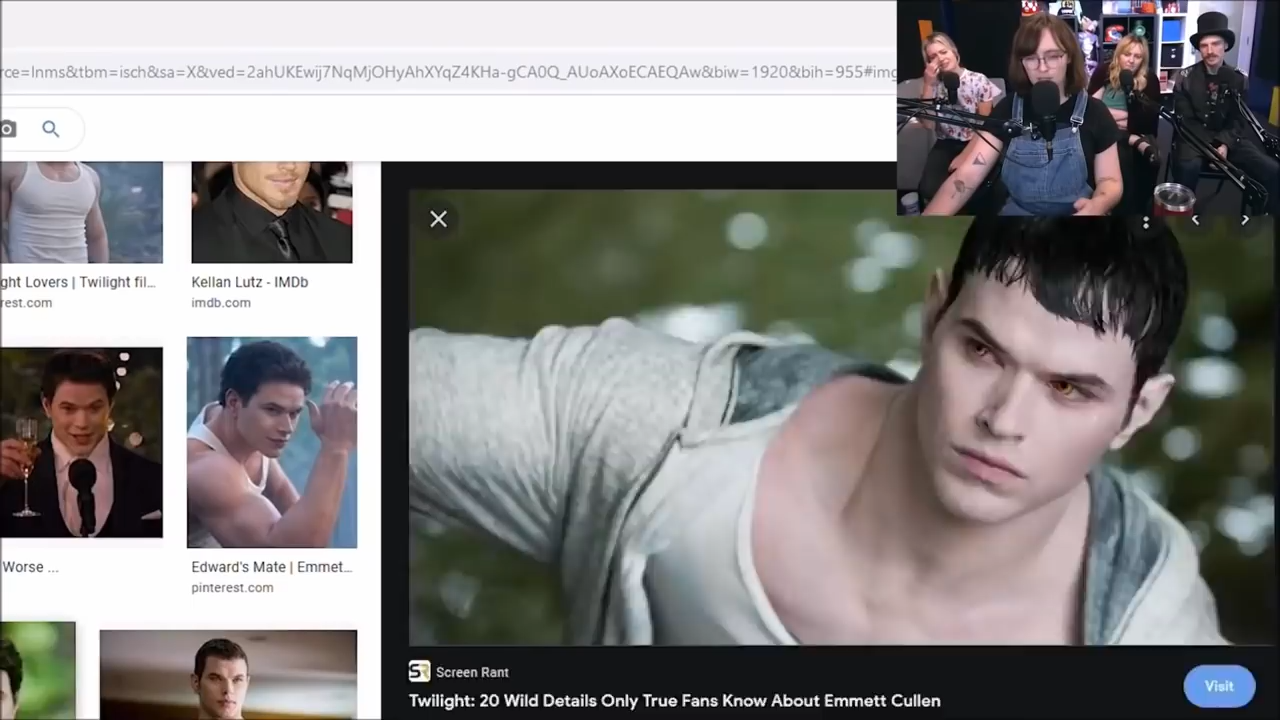 rce=lnms&tbm=isch&sa=X&ved=2ahUKEwij7NqMjOHyAhXYqZ4KHa-gCA0Q_AUoAXoECAEQAw&biw=1920&bih=955#img
ght Lovers | Twilight fil...
rest.com
Kellan Lutz - IMDb
imdb.com
Worse ...
Edward's Mate | Emmet...
pinterest.com
SR Screen Rant
Twilight: 20 Wild Details Only True Fans Know About Emmett Cullen
Visit